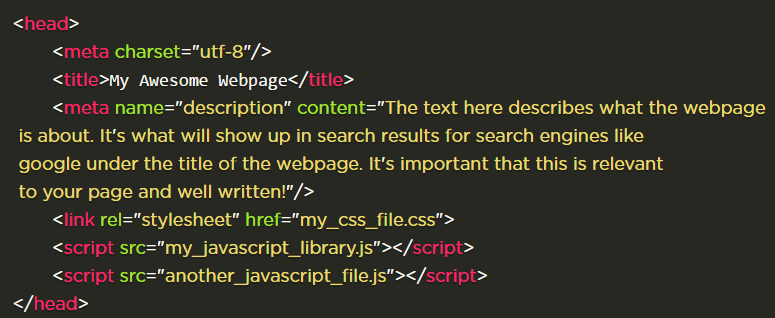 <head>
<meta charset="utf-8"/>
<title>My Awesome Webpage</title>
<meta name="description" content="The text here describes what the webpage
is about. It's what will show up in search results for search engines like
google under the title of the webpage. It's important that this is relevant
to your page and well written!"/>
<link rel="stylesheet" href="my_css_file.css">
<script src="my_javascript_library.js"></script>
<script src="another_javascript_file.js"></script>
</head>